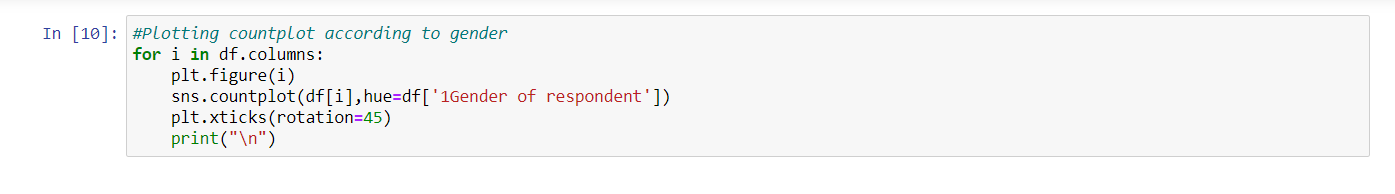 In [10]: #Plotting countplot according to gender
for i in df.columns:
    plt.figure(i)
    sns.countplot(df[i],hue=df['1Gender of respondent'])
    plt.xticks(rotation=45)
    print("\n")